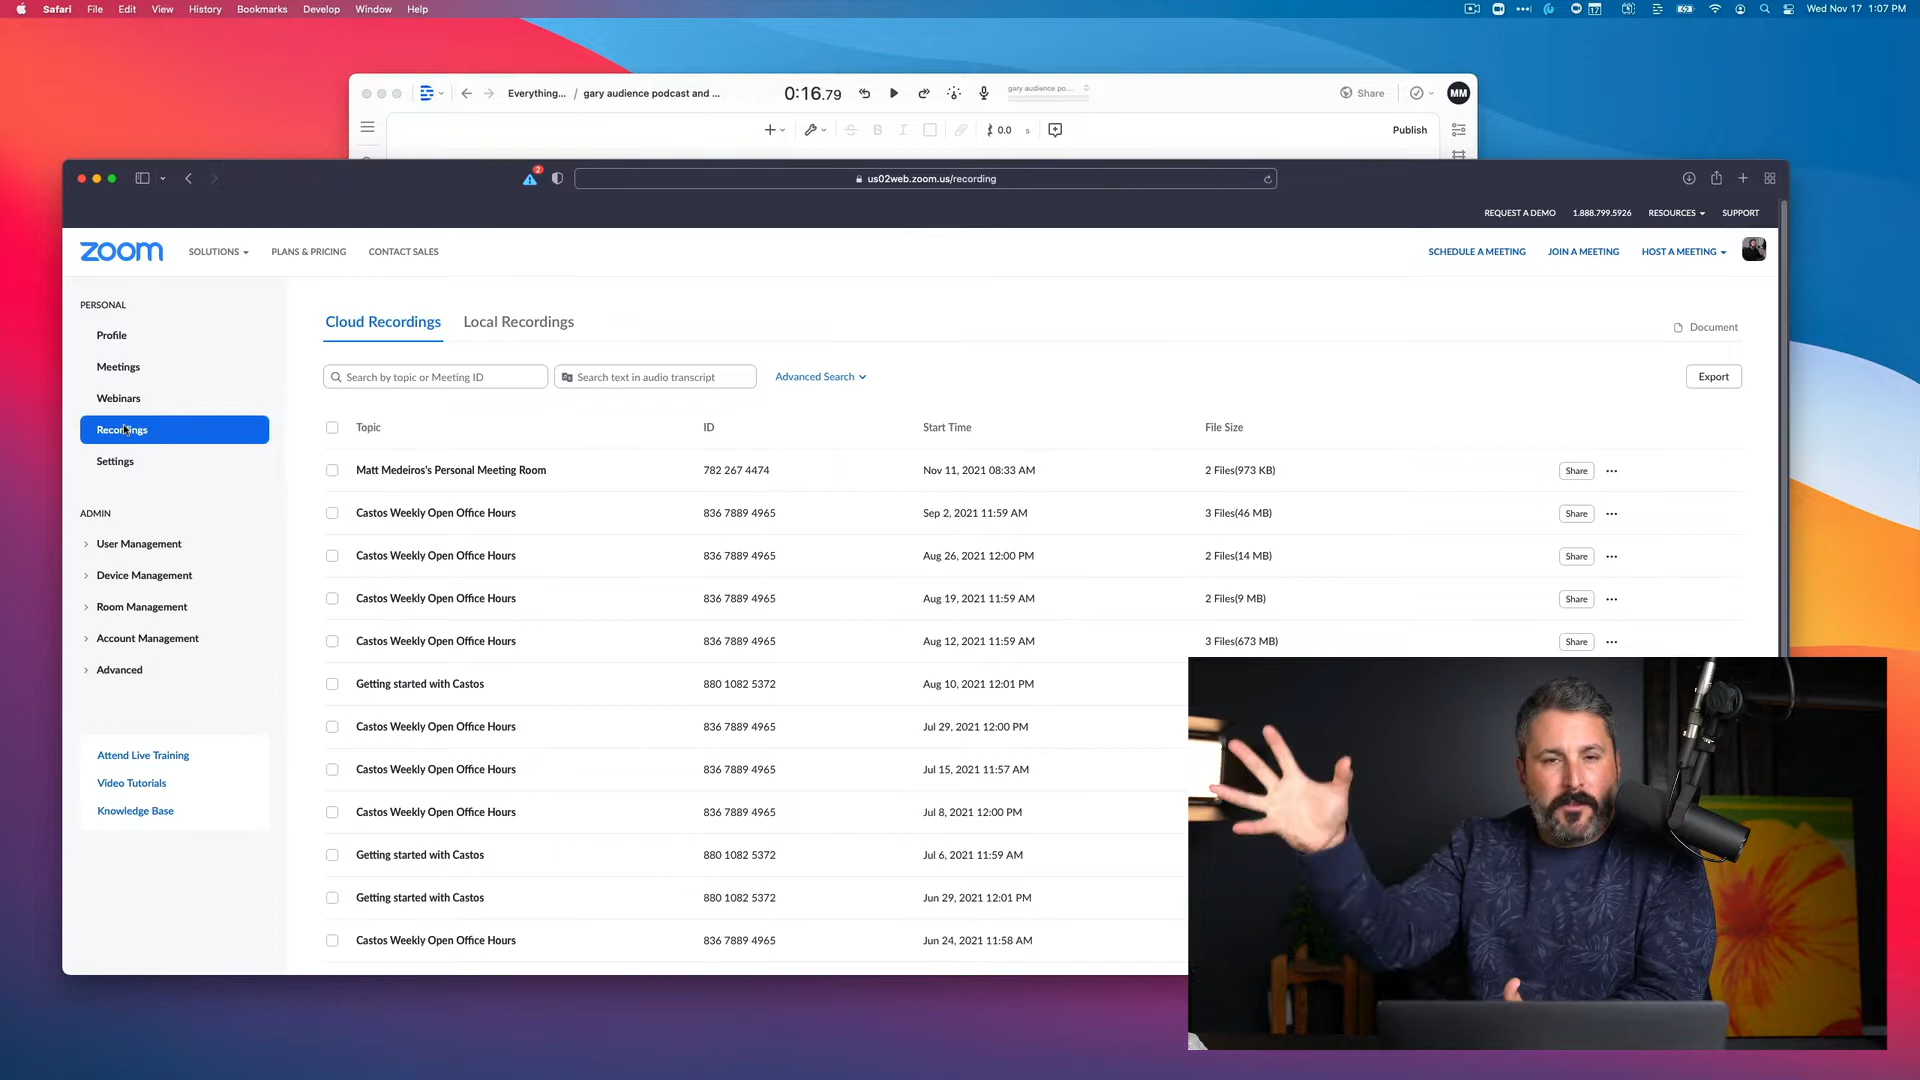 Safari File Edit View History Bookmarks Develop Window Help
17 Wed Nov 17 1:07 PM
Everything... / gary audience podcast and ... 0:16.79 gary audience po... Share MM
B I 0.0 s Publish
2 us02web.zoom.us/recording
REQUEST A DEMO 1.888.799.5926 RESOURCES SUPPORT
zoom SOLUTIONS PLANS & PRICING CONTACT SALES SCHEDULE A MEETING JOIN A MEETING HOST A MEETING
PERSONAL
Profile
Meetings
Webinars
Recordings
Settings
ADMIN
User Management
Device Management
Room Management
Account Management
Advanced
Attend Live Training
Video Tutorials
Knowledge Base
Cloud Recordings Local Recordings
Document
Search by topic or Meeting ID Search text in audio transcript Advanced Search Export
Topic ID Start Time File Size
Matt Medeiros's Personal Meeting Room 782 267 4474 Nov 11, 2021 08:33 AM 2 Files(973 KB) Share
Castos Weekly Open Office Hours 836 7889 4965 Sep 2, 2021 11:59 AM 3 Files(46 MB) Share
Castos Weekly Open Office Hours 836 7889 4965 Aug 26, 2021 12:00 PM 2 Files(14 MB) Share
Castos Weekly Open Office Hours 836 7889 4965 Aug 19, 2021 11:59 AM 2 Files(9 MB) Share
Castos Weekly Open Office Hours 836 7889 4965 Aug 12, 2021 11:59 AM 3 Files(673 MB) Share
Getting started with Castos 880 1082 5372 Aug 10, 2021 12:01 PM
Castos Weekly Open Office Hours 836 7889 4965 Jul 29, 2021 12:00 PM
Castos Weekly Open Office Hours 836 7889 4965 Jul 15, 2021 11:57 AM
Castos Weekly Open Office Hours 836 7889 4965 Jul 8, 2021 12:00 PM
Getting started with Castos 880 1082 5372 Jul 6, 2021 11:59 AM
Getting started with Castos 880 1082 5372 Jun 29, 2021 12:01 PM
Castos Weekly Open Office Hours 836 7889 4965 Jun 24, 2021 11:58 AM